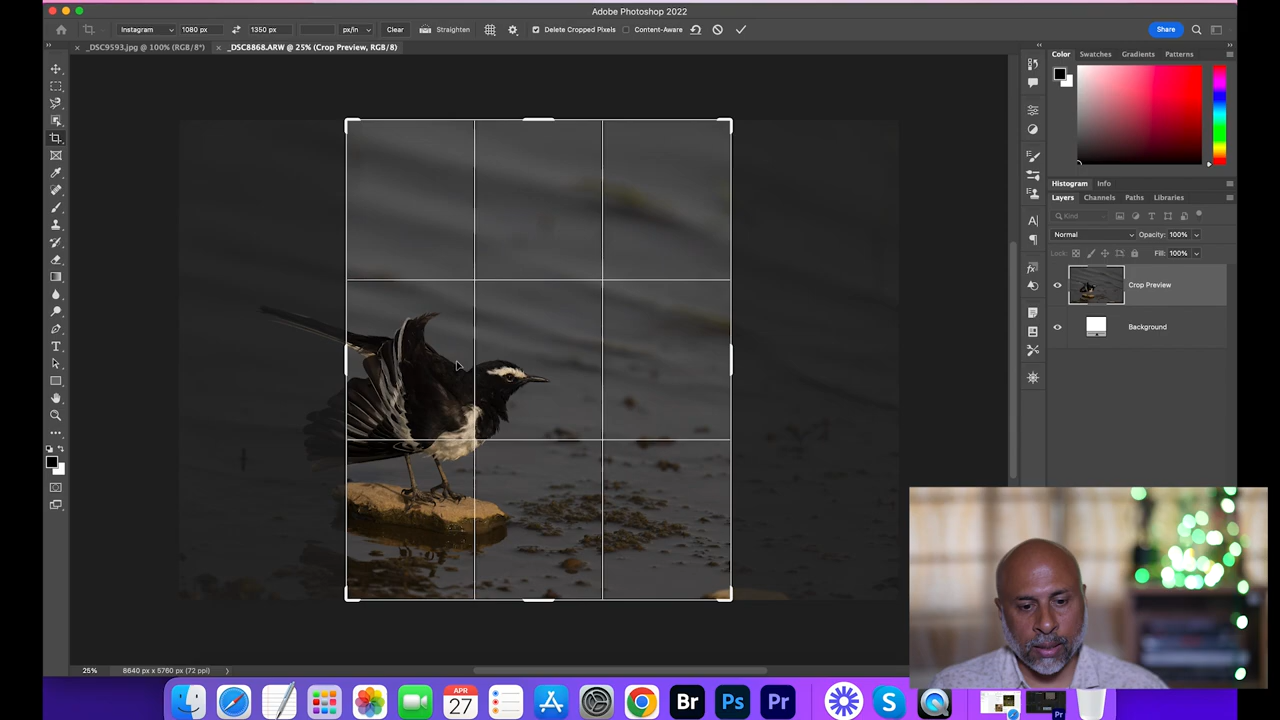 Adobe Photoshop 2022
Instagram 1080 px 1350 px px/in Clear Straighten Delete Cropped Pixels Content-Aware Share
_DSC9593.jpg @ 100% (RGB/8*) _DSC8868.ARW @ 25% (Crop Preview, RGB/8)
Color Swatches Gradients Patterns
Histogram Info
Layers Channels Paths Libraries
Kind
Normal Opacity: 100%
Lock: Fill: 100%
Crop Preview
Background
25% 8640 px x 5760 px (72 ppi)
APR
27
Br Ps Pr